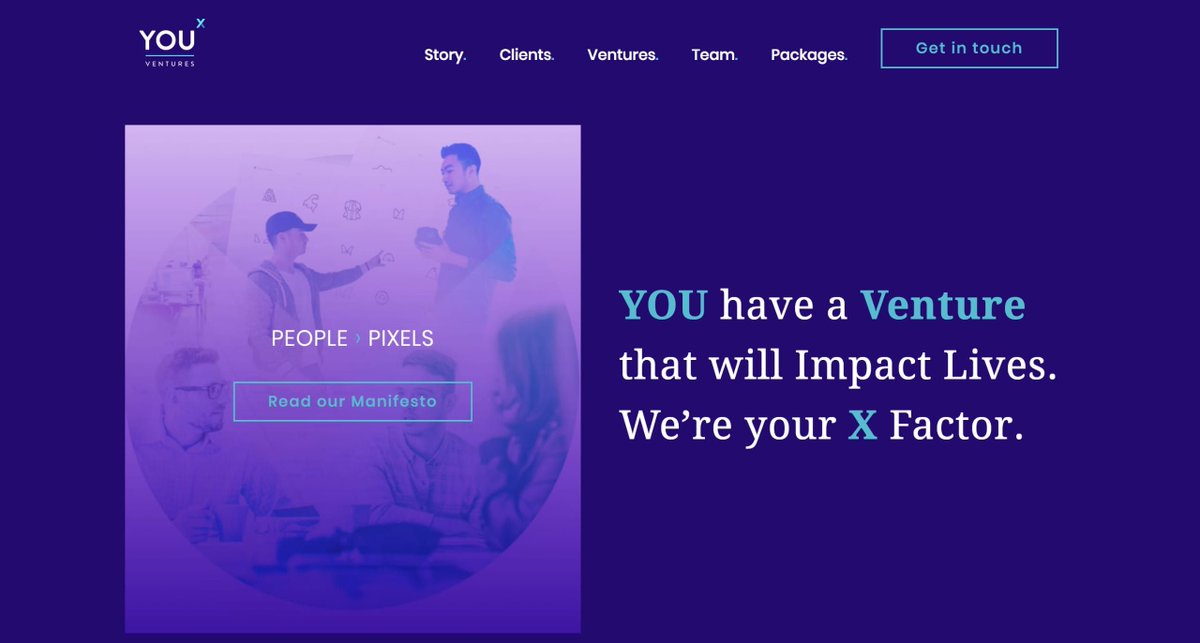 YOU X
VENTURES
Story.
Clients.
Ventures.
Team.
Packages.
Get in touch
PEOPLE › PIXELS
Read our Manifesto
YOU have a Venture
that will Impact Lives.
We’re your X Factor.